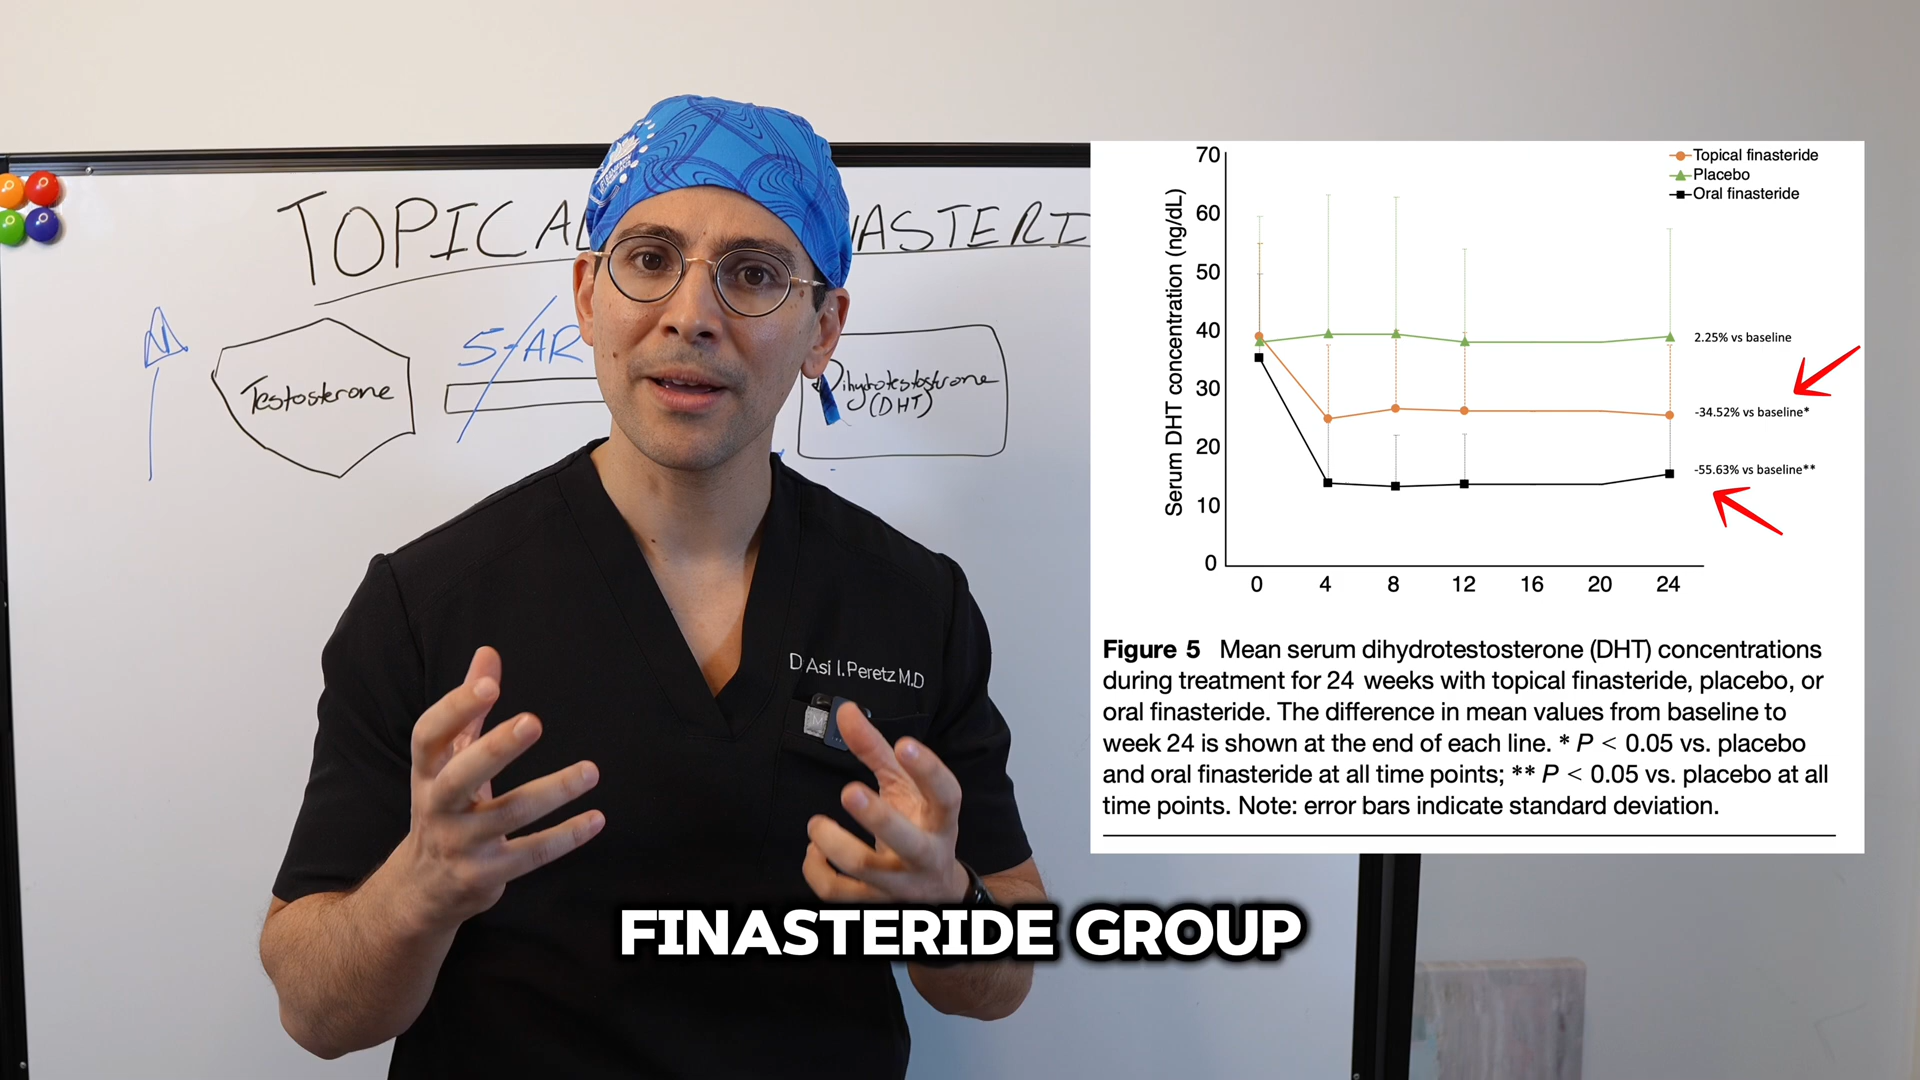 TOPICAL
NASTERI
Testosterone
5-AR
Dihydrotestosterone
(DHT)
D Asi I. Peretz M.D
FINASTERIDE GROUP
Topical finasteride
Placebo
Oral finasteride
Serum DHT concentration (ng/dL)
70
60
50
40
30
20
10
0
0 4 8 12 16 20 24
2.25% vs baseline
-34.52% vs baseline*
-55.63% vs baseline**
Figure 5 Mean serum dihydrotestosterone (DHT) concentrations
during treatment for 24 weeks with topical finasteride, placebo, or
oral finasteride. The difference in mean values from baseline to
week 24 is shown at the end of each line. * P < 0.05 vs. placebo
and oral finasteride at all time points; ** P < 0.05 vs. placebo at all
time points. Note: error bars indicate standard deviation.